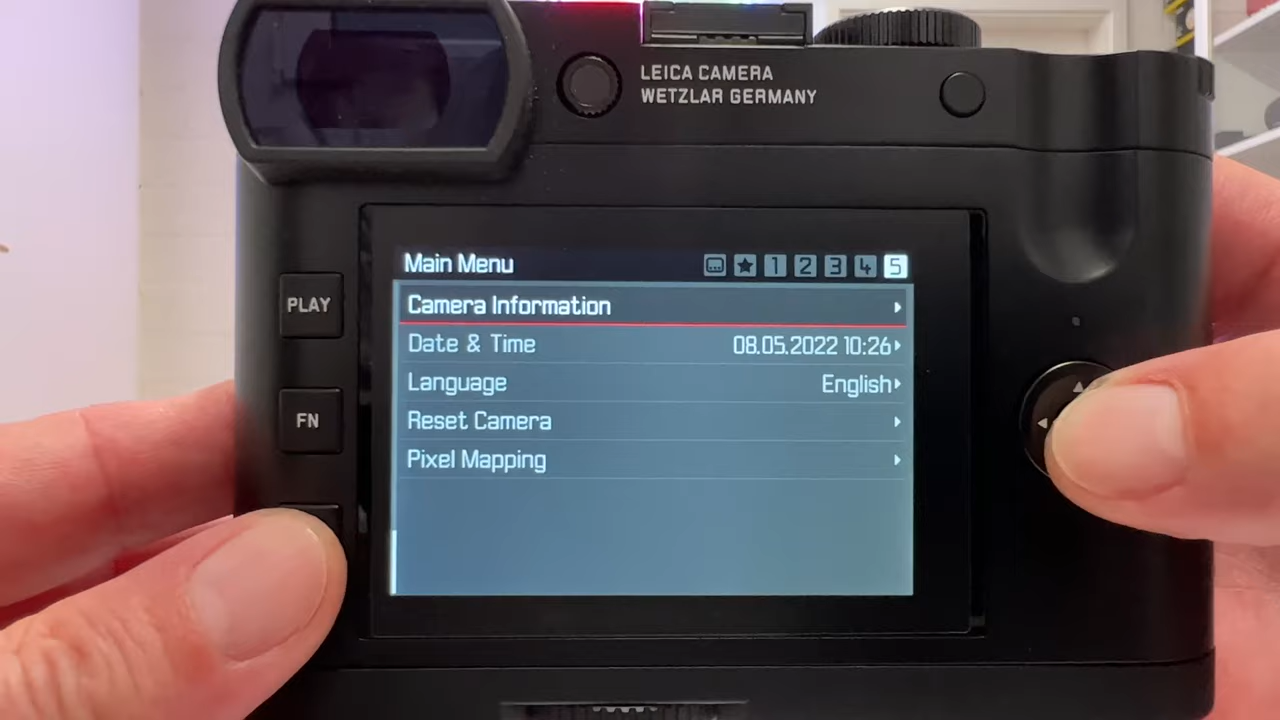 LEICA CAMERA
WETZLAR GERMANY
Main Menu 1 2 3 4 5
Camera Information
PLAY
Date & Time 08.05.2022 10:26
Language English
Reset Camera
FN
Pixel Mapping